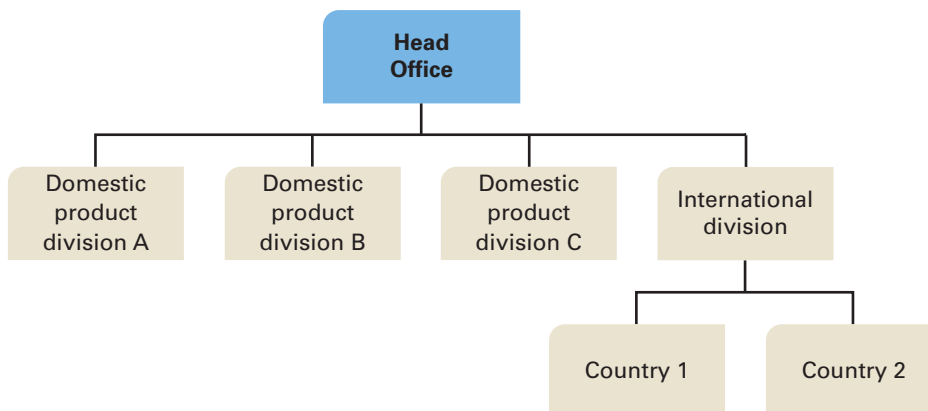 Head
Office
Domestic
product
division A
Domestic
product
division B
Domestic
product
division C
International
division
Country 1
Country 2